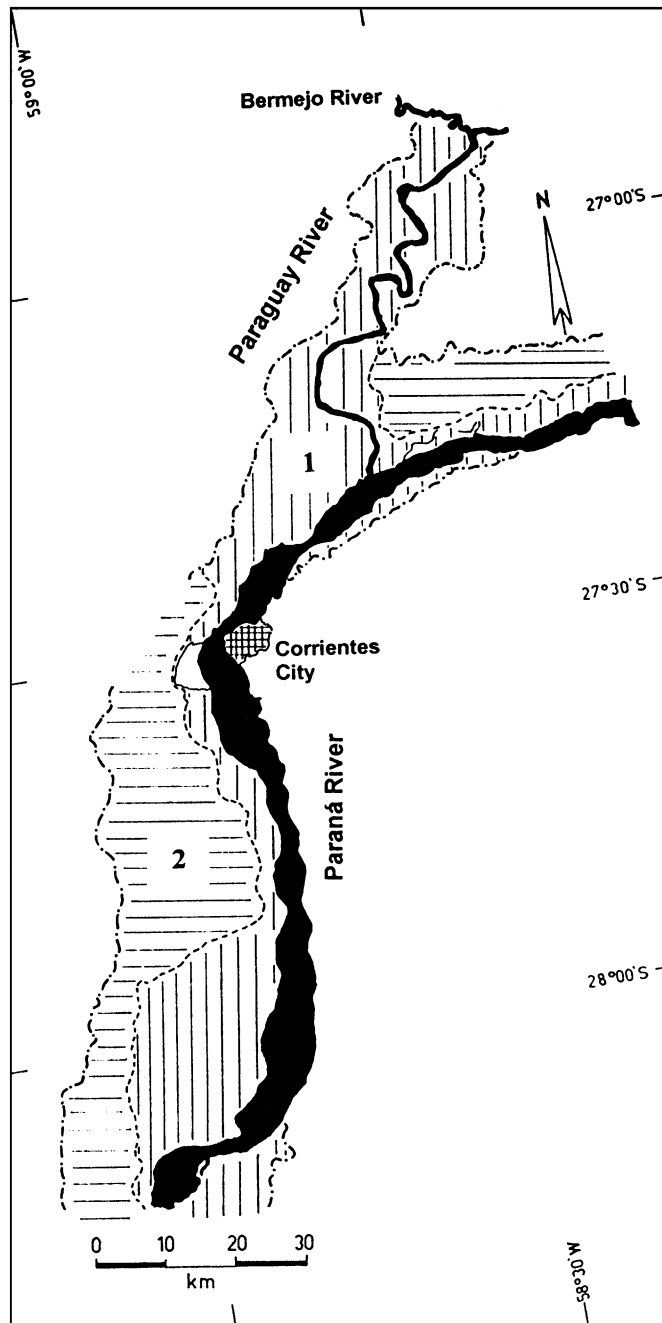 59°00'.W
Bermejo River
27°00'.S
N
Paraguay River
1
27°30'.S
Corrientes
City
Paraná River
2
28°00'.S
0 10 20 30
km
58°30'.W